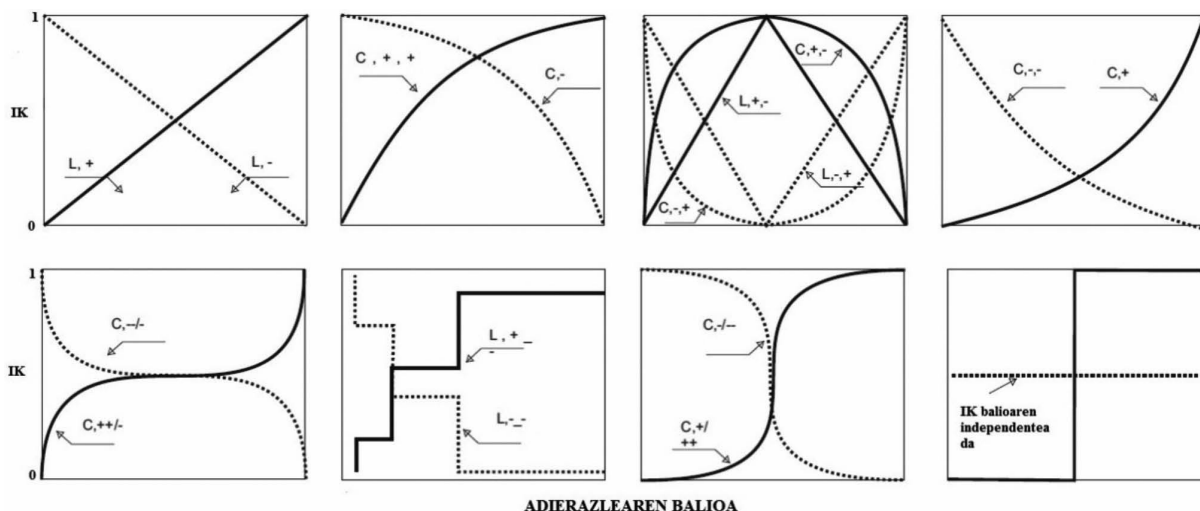 1
IK
0
L, +
L, -
C, +, +
C,-
C,+,-
L,+,-
L,-,+
C,-,+
C,-,-
C,+
1
IK
0
C,--/-
C,++/-
L, +_
-
L,-_-
C,-/--
C,+/
++
IK balioaren
independentea
da
ADIERAZLEAREN BALIOA